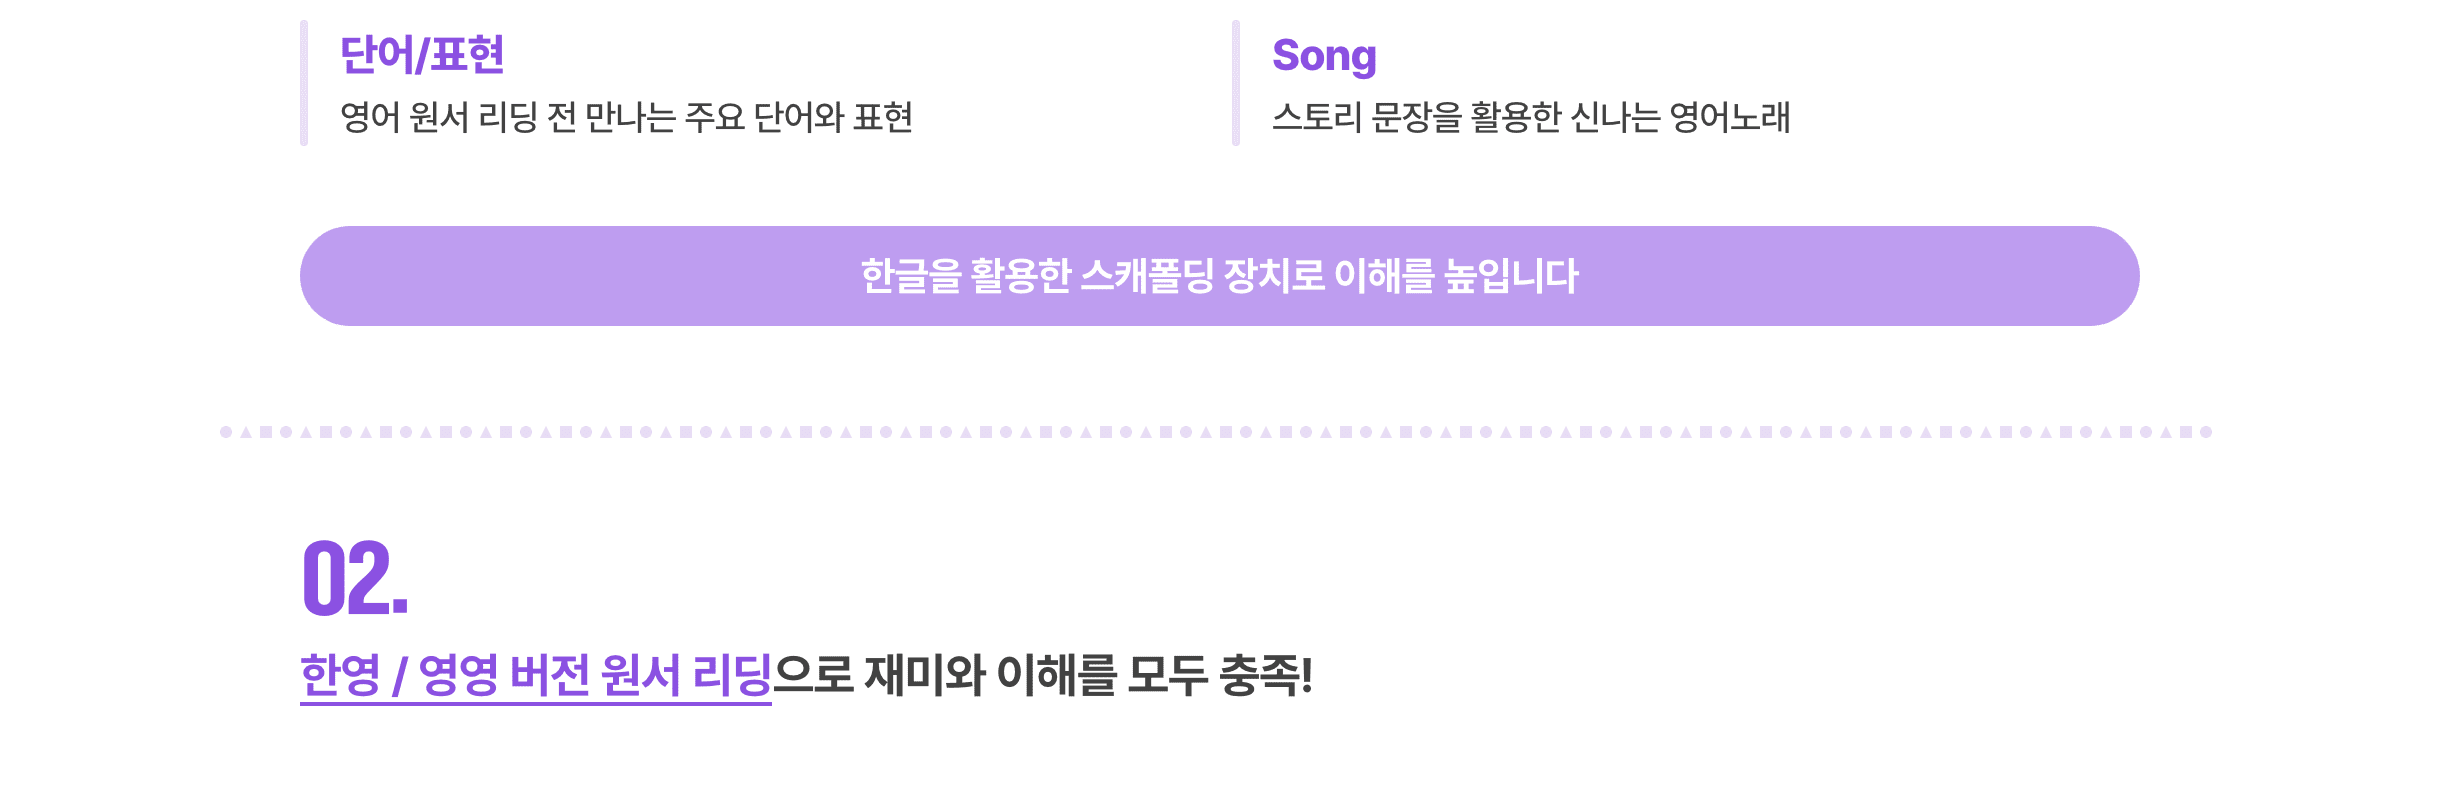 단어/표현
영어 원서 리딩 전 만나는 주요 단어와 표현
Song
스토리 문장을 활용한 신나는 영어노래
한글을 활용한 스캐폴딩 장치로 이해를 높입니다
02.
한영 / 영영 버전 원서 리딩으로 재미와 이해를 모두 충족!